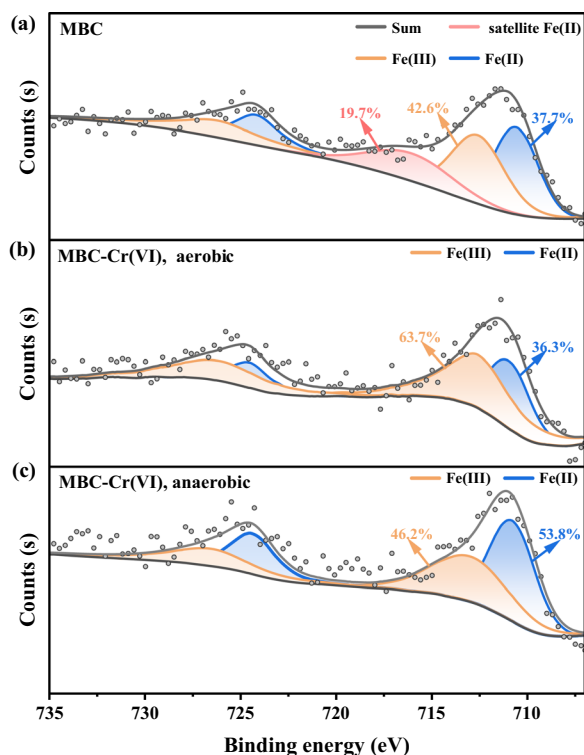 (a)
MBC
Sum
satellite Fe(II)
Fe(III)
Fe(II)
19.7%
42.6%
37.7%
Counts (s)
(b)
MBC-Cr(VI), aerobic
Fe(III)
Fe(II)
63.7%
36.3%
Counts (s)
(c)
MBC-Cr(VI), anaerobic
Fe(III)
Fe(II)
46.2%
53.8%
Counts (s)
735 730 725 720 715 710
Binding energy (eV)